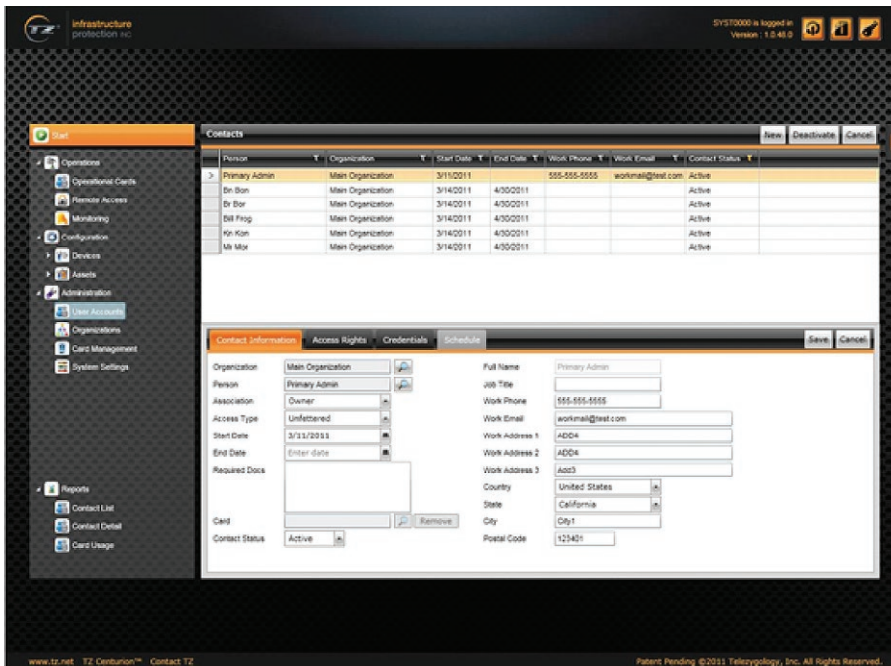 TZ infrastructure
protection INC
SYST0000 is logged in
Version : 1.0.48.0
Start
Operations
Operational Cards
Remote Access
Monitoring
Configuration
Devices
Assets
Administration
User Accounts
Organizations
Card Management
System Settings
Reports
Contact List
Contact Detail
Card Usage
Contacts New Deactivate Cancel
Person Organization Start Date End Date Work Phone Work Email Contact Status
Primary Admin Main Organization 3/11/2011 555-555-5555 workmail@test.com Active
Bn Bon Main Organization 3/14/2011 4/30/2011 Active
Br Bor Main Organization 3/14/2011 4/30/2011 Active
Bill Frog Main Organization 3/14/2011 4/30/2011 Active
Kn Kon Main Organization 3/14/2011 4/30/2011 Active
Mr Mor Main Organization 3/14/2011 4/30/2011 Active
Contact Information Access Rights Credentials Schedule Save Cancel
Organization Main Organization Full Name Primary Admin
Person Primary Admin Job Title
Association Owner Work Phone 555-555-5555
Access Type Unfettered Work Email workmail@test.com
Start Date 3/11/2011 Work Address 1 ADD4
End Date Enter date Work Address 2 ADD4
Required Docs Work Address 3 Add3
Country United States
State California
Card Remove City City1
Contact Status Active Postal Code 123401
www.tz.net TZ Centurion™ Contact TZ Patent Pending ©2011 Telezygology, Inc. All Rights Reserved.